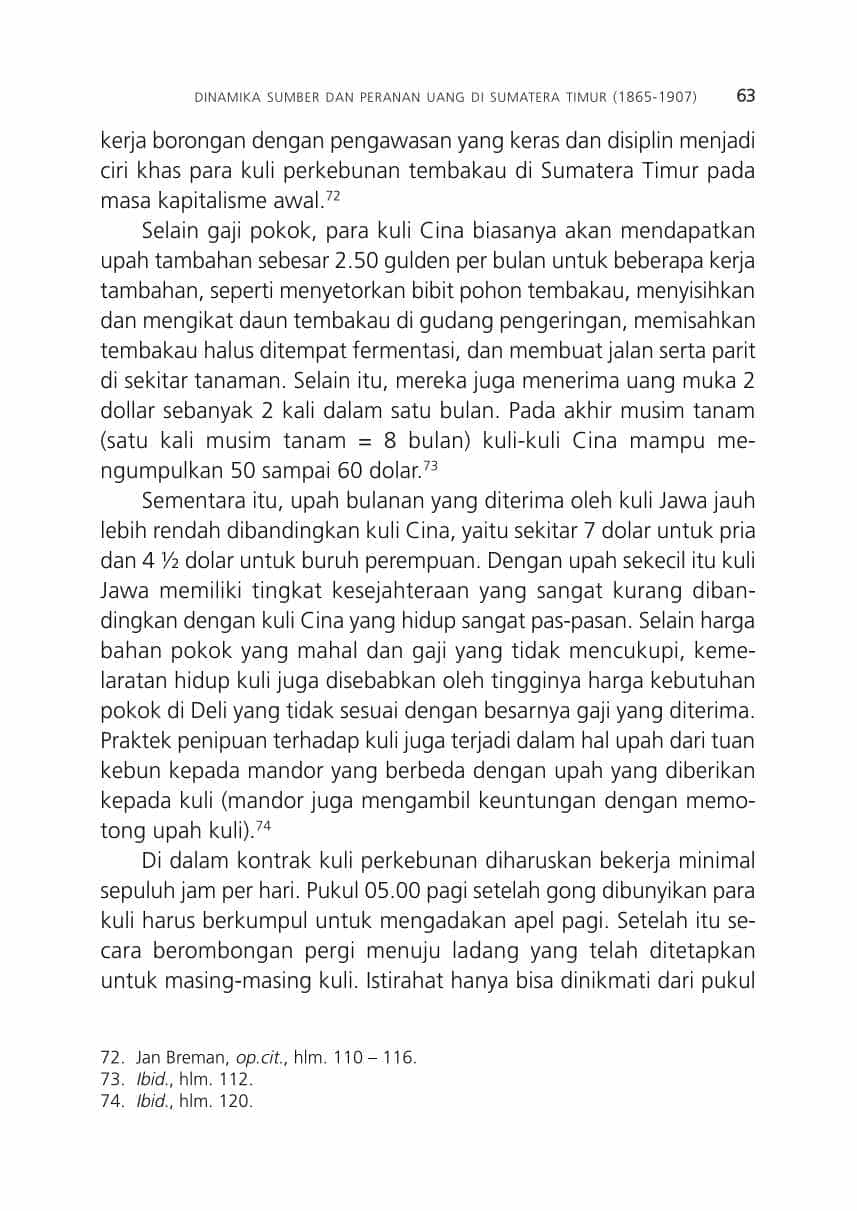 DINAMIKA SUMBER DAN PERANAN UANG DI SUMATERA TIMUR (1865-1907) 63
kerja borongan dengan pengawasan yang keras dan disiplin menjadi
ciri khas para kuli perkebunan tembakau di Sumatera Timur pada
masa kapitalisme awal.72
Selain gaji pokok, para kuli Cina biasanya akan mendapatkan
upah tambahan sebesar 2.50 gulden per bulan untuk beberapa kerja
tambahan, seperti menyetorkan bibit pohon tembakau, menyisihkan
dan mengikat daun tembakau di gudang pengeringan, memisahkan
tembakau halus ditempat fermentasi, dan membuat jalan serta parit
di sekitar tanaman. Selain itu, mereka juga menerima uang muka 2
dollar sebanyak 2 kali dalam satu bulan. Pada akhir musim tanam
(satu kali musim tanam = 8 bulan) kuli-kuli Cina mampu me-
ngumpulkan 50 sampai 60 dolar.73
Sementara itu, upah bulanan yang diterima oleh kuli Jawa jauh
lebih rendah dibandingkan kuli Cina, yaitu sekitar 7 dolar untuk pria
dan 4 ½ dolar untuk buruh perempuan. Dengan upah sekecil itu kuli
Jawa memiliki tingkat kesejahteraan yang sangat kurang diban-
dingkan dengan kuli Cina yang hidup sangat pas-pasan. Selain harga
bahan pokok yang mahal dan gaji yang tidak mencukupi, keme-
laratan hidup kuli juga disebabkan oleh tingginya harga kebutuhan
pokok di Deli yang tidak sesuai dengan besarnya gaji yang diterima.
Praktek penipuan terhadap kuli juga terjadi dalam hal upah dari tuan
kebun kepada mandor yang berbeda dengan upah yang diberikan
kepada kuli (mandor juga mengambil keuntungan dengan memo-
tong upah kuli).74
Di dalam kontrak kuli perkebunan diharuskan bekerja minimal
sepuluh jam per hari. Pukul 05.00 pagi setelah gong dibunyikan para
kuli harus berkumpul untuk mengadakan apel pagi. Setelah itu se-
cara berombongan pergi menuju ladang yang telah ditetapkan
untuk masing-masing kuli. Istirahat hanya bisa dinikmati dari pukul
72. Jan Breman, op.cit., hlm. 110 – 116.
73. Ibid., hlm. 112.
74. Ibid., hlm. 120.